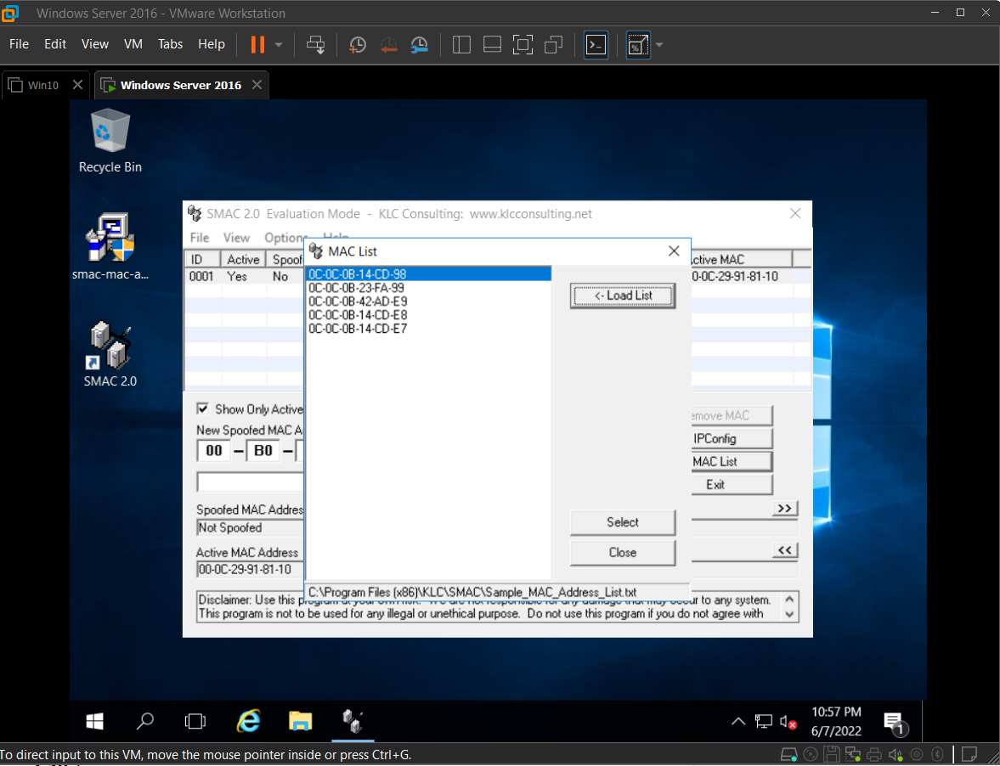 Windows Server 2016 - VMware Workstation
File Edit View VM Tabs Help
Win10
Windows Server 2016
Recycle Bin
smac-mac-a...
SMAC 2.0
SMAC 2.0 Evaluation Mode - KLC Consulting: www.klcconsulting.net
File View Options Help
ID Active Spoof
0001 Yes No
ctive MAC
0-0C-29-91-81-10
MAC List
0C-0C-0B-14-CD-98
0C-0C-0B-23-FA-99
0C-0C-0B-42-AD-E9
0C-0C-0B-14-CD-E8
0C-0C-0B-14-CD-E7
<- Load List
Select
Close
C:\Program Files (x86)\KLC\SMAC\Sample_MAC_Address_List.txt
Show Only Active
New Spoofed MAC A
00 - B0 -
Spoofed MAC Addres
Not Spoofed
Active MAC Address
00-0C-29-91-81-10
emove MAC
IPConfig
MAC List
Exit
>>
<<
Disclaimer: Use this program at your own risk. We are not responsible for any damage that may occur to any system.
This program is not to be used for any illegal or unethical purpose. Do not use this program if you do not agree with
10:57 PM
6/7/2022
1
To direct input to this VM, move the mouse pointer inside or press Ctrl+G.